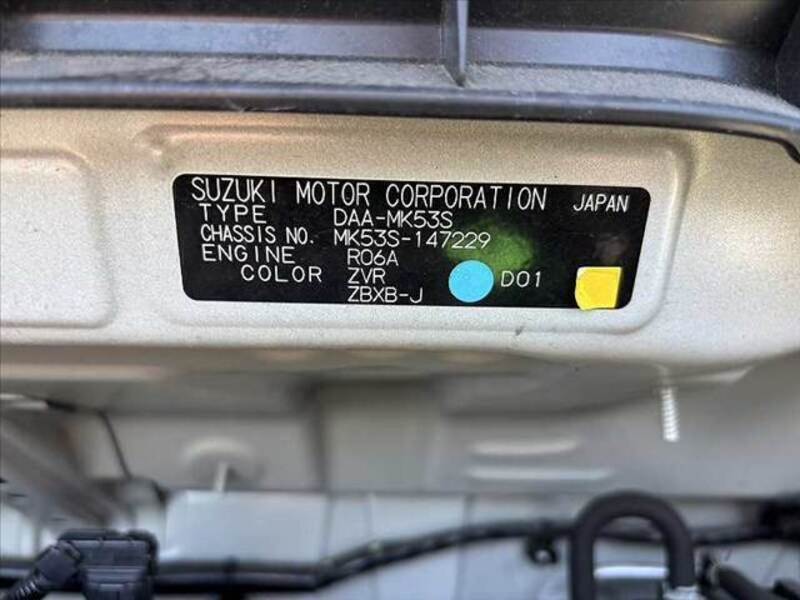 SUZUKI MOTOR CORPORATION JAPAN
TYPE DAA-MK53S
CHASSIS NO. MK53S-147229
ENGINE R06A
COLOR ZVR D01
ZBXB-J